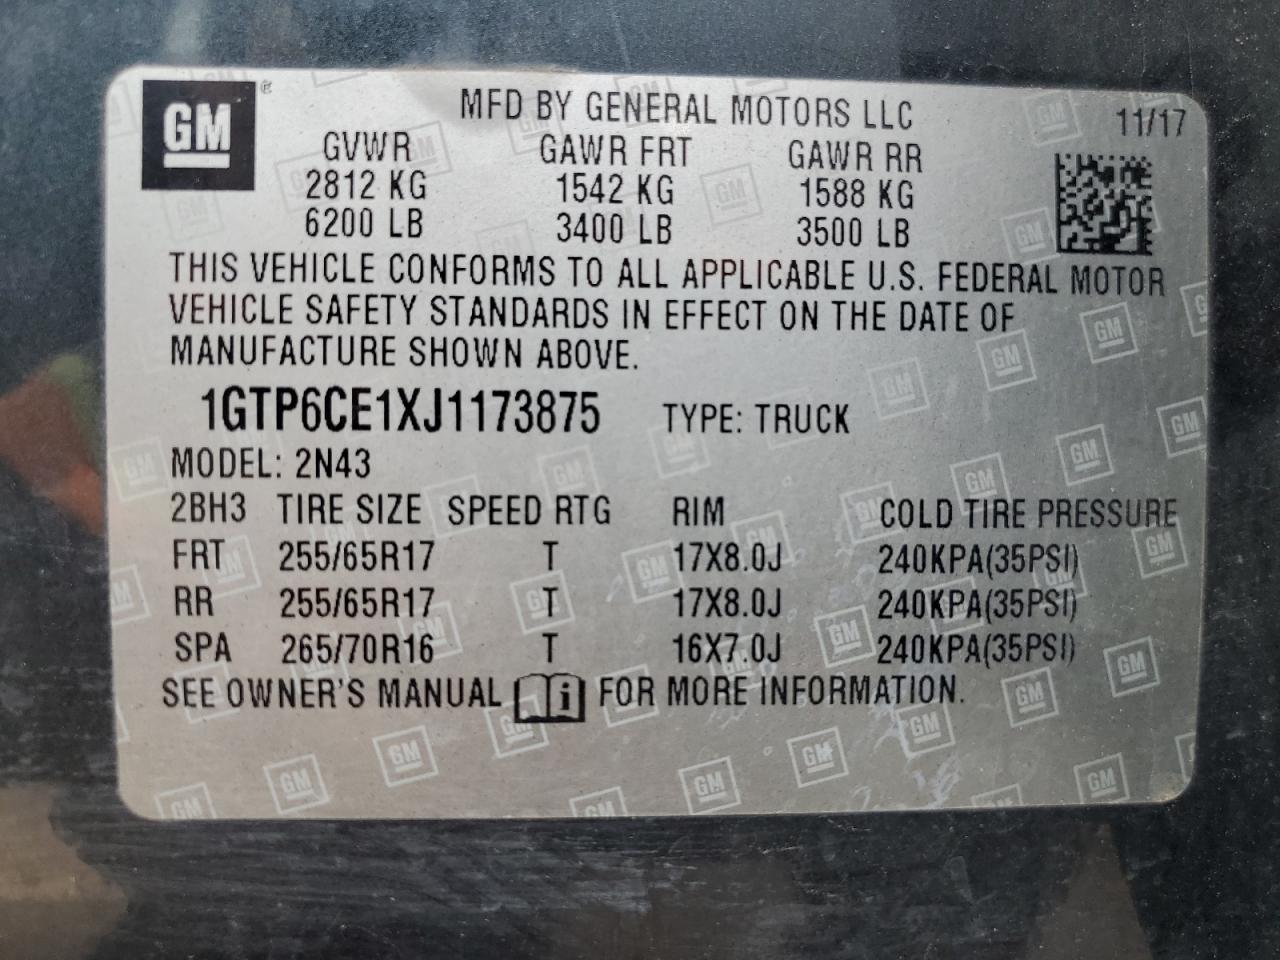 GM ®
MFD BY GENERAL MOTORS LLC 11/17
GVWR GAWR FRT GAWR RR
2812 KG 1542 KG 1588 KG
6200 LB 3400 LB 3500 LB
THIS VEHICLE CONFORMS TO ALL APPLICABLE U.S. FEDERAL MOTOR
VEHICLE SAFETY STANDARDS IN EFFECT ON THE DATE OF
MANUFACTURE SHOWN ABOVE.
1GTP6CE1XJ1173875 TYPE: TRUCK
MODEL: 2N43
2BH3 TIRE SIZE SPEED RTG RIM COLD TIRE PRESSURE
FRT 255/65R17 T 17X8.0J 240KPA(35PSI)
RR 255/65R17 T 17X8.0J 240KPA(35PSI)
SPA 265/70R16 T 16X7.0J 240KPA(35PSI)
SEE OWNER'S MANUAL i FOR MORE INFORMATION.